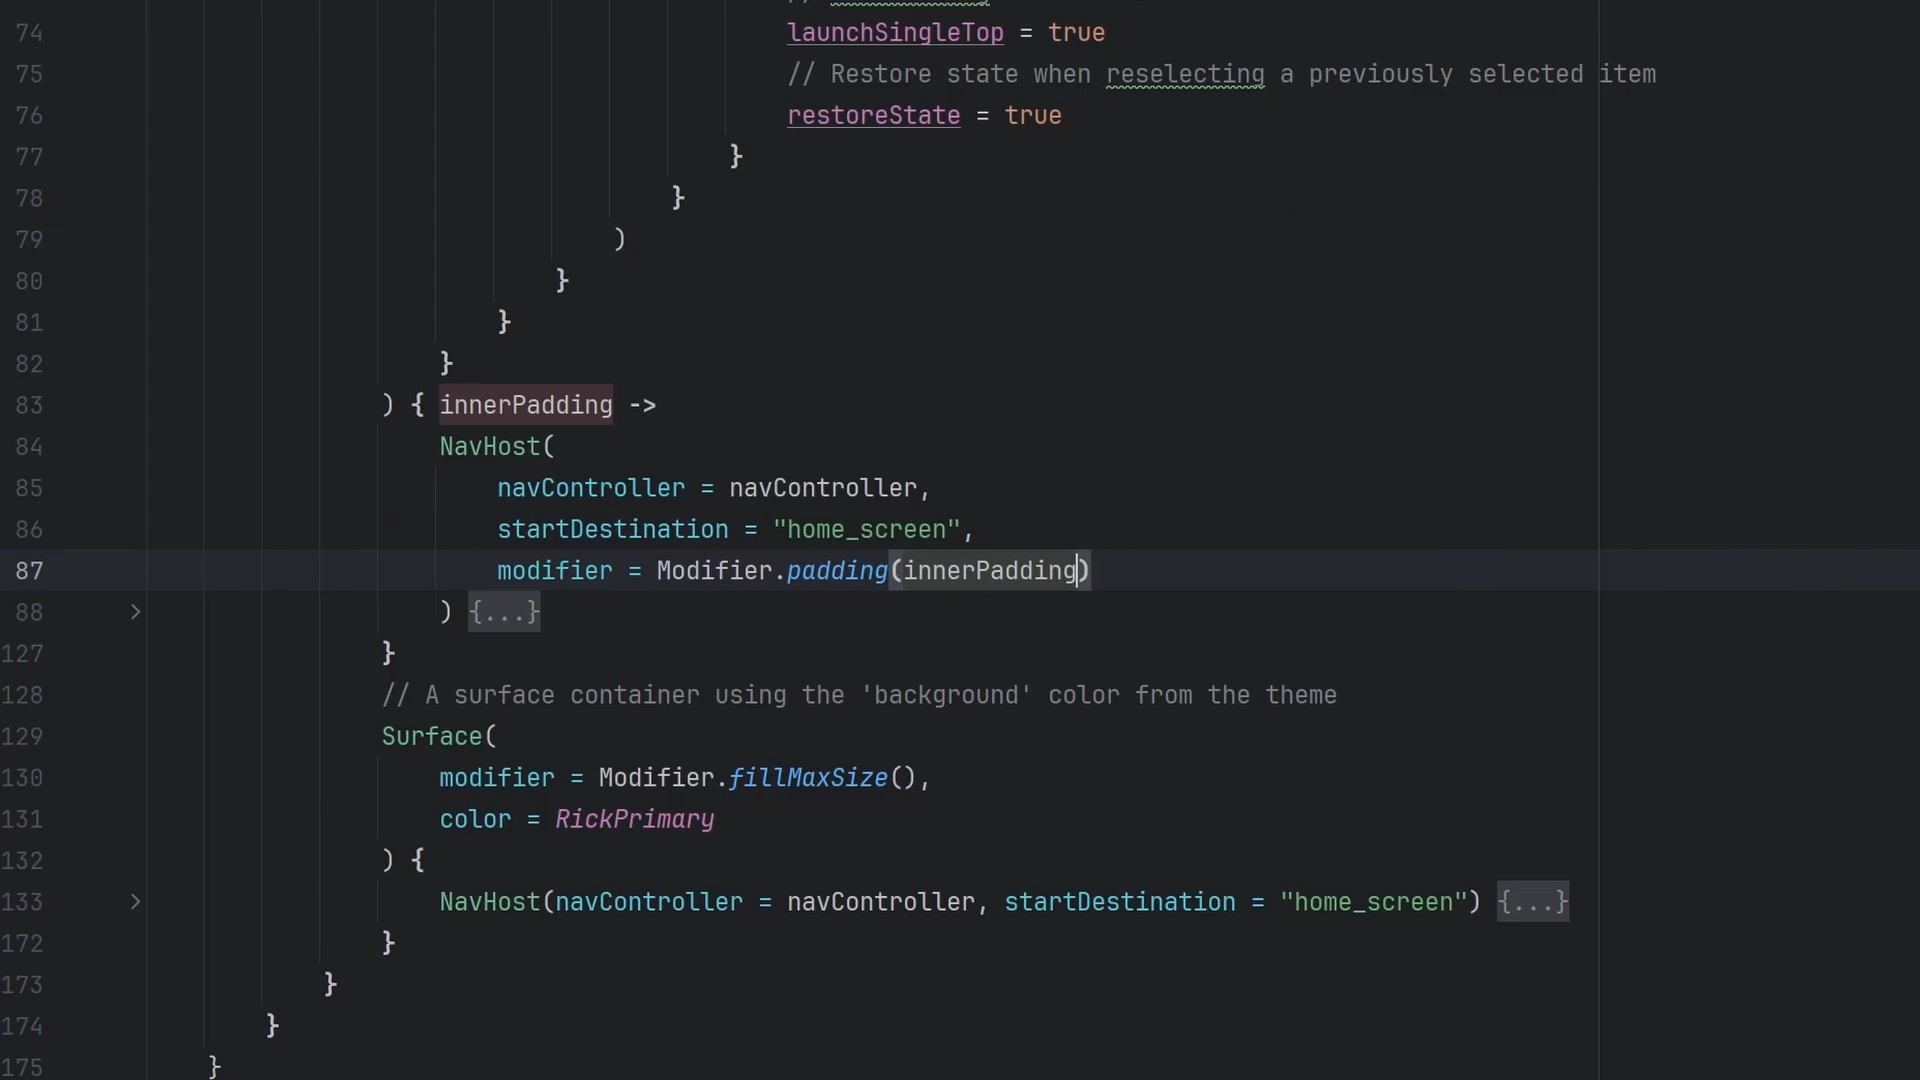 74 launchSingleTop = true
75 // Restore state when reselecting a previously selected item
76 restoreState = true
77 }
78 }
79 )
80 }
81 }
82 }
83 ) { innerPadding ->
84 NavHost(
85 navController = navController,
86 startDestination = "home_screen",
87 modifier = Modifier.padding(innerPadding)
88 ) {...}
127 }
128 // A surface container using the 'background' color from the theme
129 Surface(
130 modifier = Modifier.fillMaxSize(),
131 color = RickPrimary
132 ) {
133 NavHost(navController = navController, startDestination = "home_screen") {...}
172 }
173 }
174 }
175 }